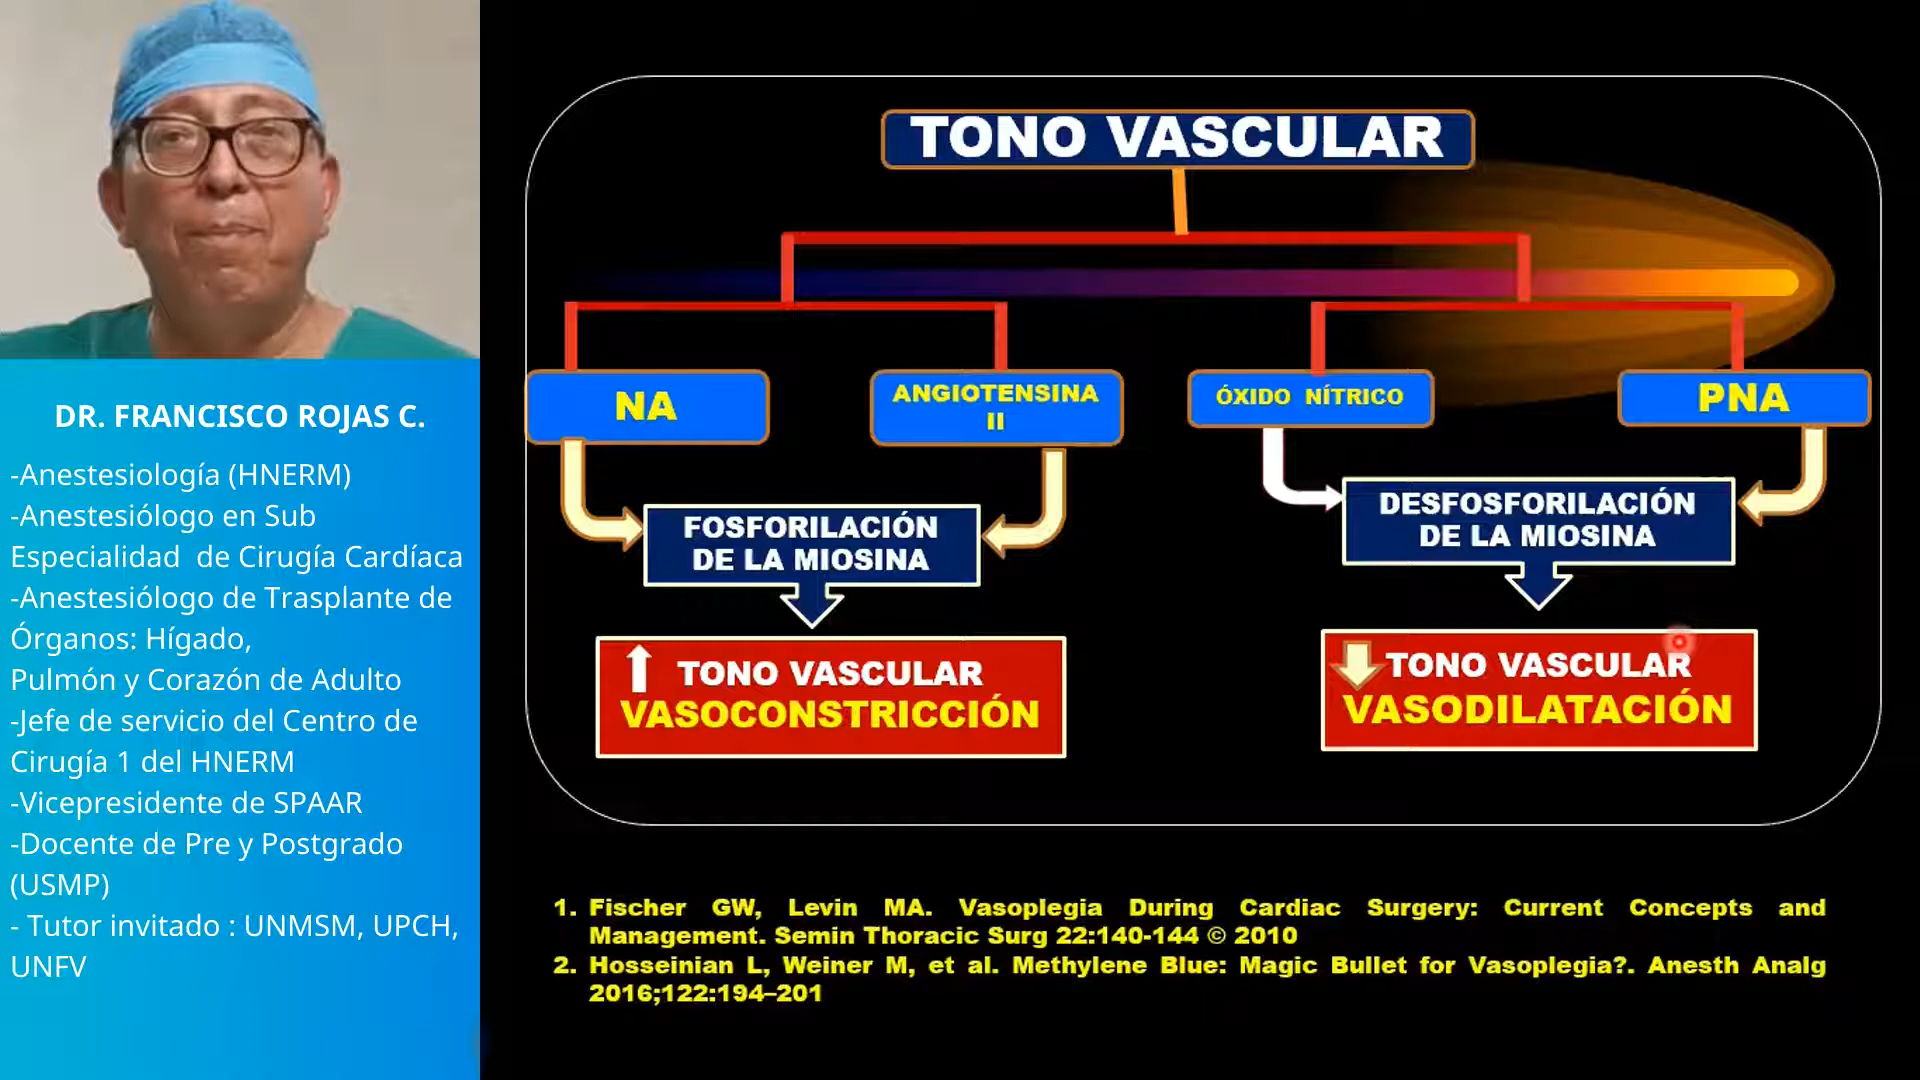 DR. FRANCISCO ROJAS C.
-Anestesiología (HNERM)
-Anestesiólogo en Sub
Especialidad  de Cirugía Cardíaca
-Anestesiólogo de Trasplante de
Órganos: Hígado,
Pulmón y Corazón de Adulto
-Jefe de servicio del Centro de
Cirugía 1 del HNERM
-Vicepresidente de SPAAR
-Docente de Pre y Postgrado
(USMP)
- Tutor invitado : UNMSM, UPCH,
UNFV
TONO VASCULAR
NA
ANGIOTENSINA
II
ÓXIDO NÍTRICO
PNA
FOSFORILACIÓN
DE LA MIOSINA
DESFOSFORILACIÓN
DE LA MIOSINA
TONO VASCULAR
VASOCONSTRICCIÓN
TONO VASCULAR
VASODILATACIÓN
1. Fischer GW, Levin MA. Vasoplegia During Cardiac Surgery: Current Concepts and
Management. Semin Thoracic Surg 22:140-144 © 2010
2. Hosseinian L, Weiner M, et al. Methylene Blue: Magic Bullet for Vasoplegia?. Anesth Analg
2016;122:194–201